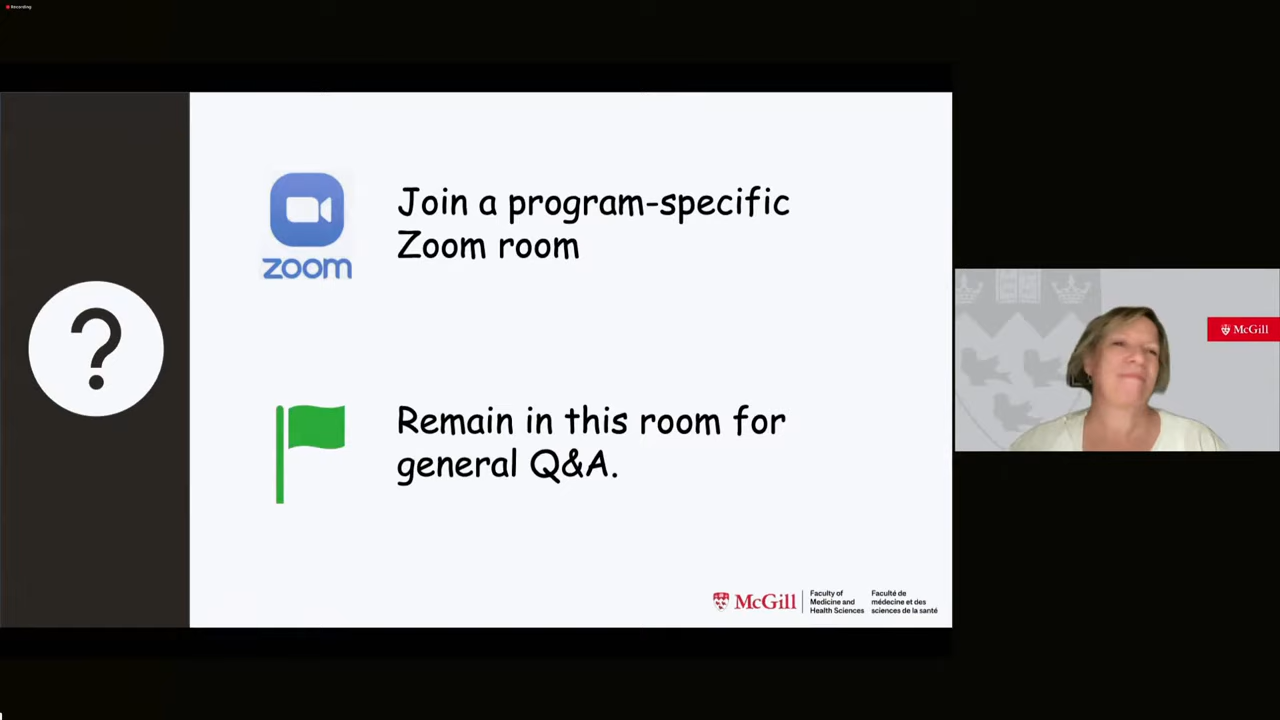 Recording
Join a program-specific
Zoom room
zoom
?
Remain in this room for
general Q&A.
McGill
McGill
Faculty of
Medicine and
Health Sciences
Faculté de
médecine et des
sciences de la santé